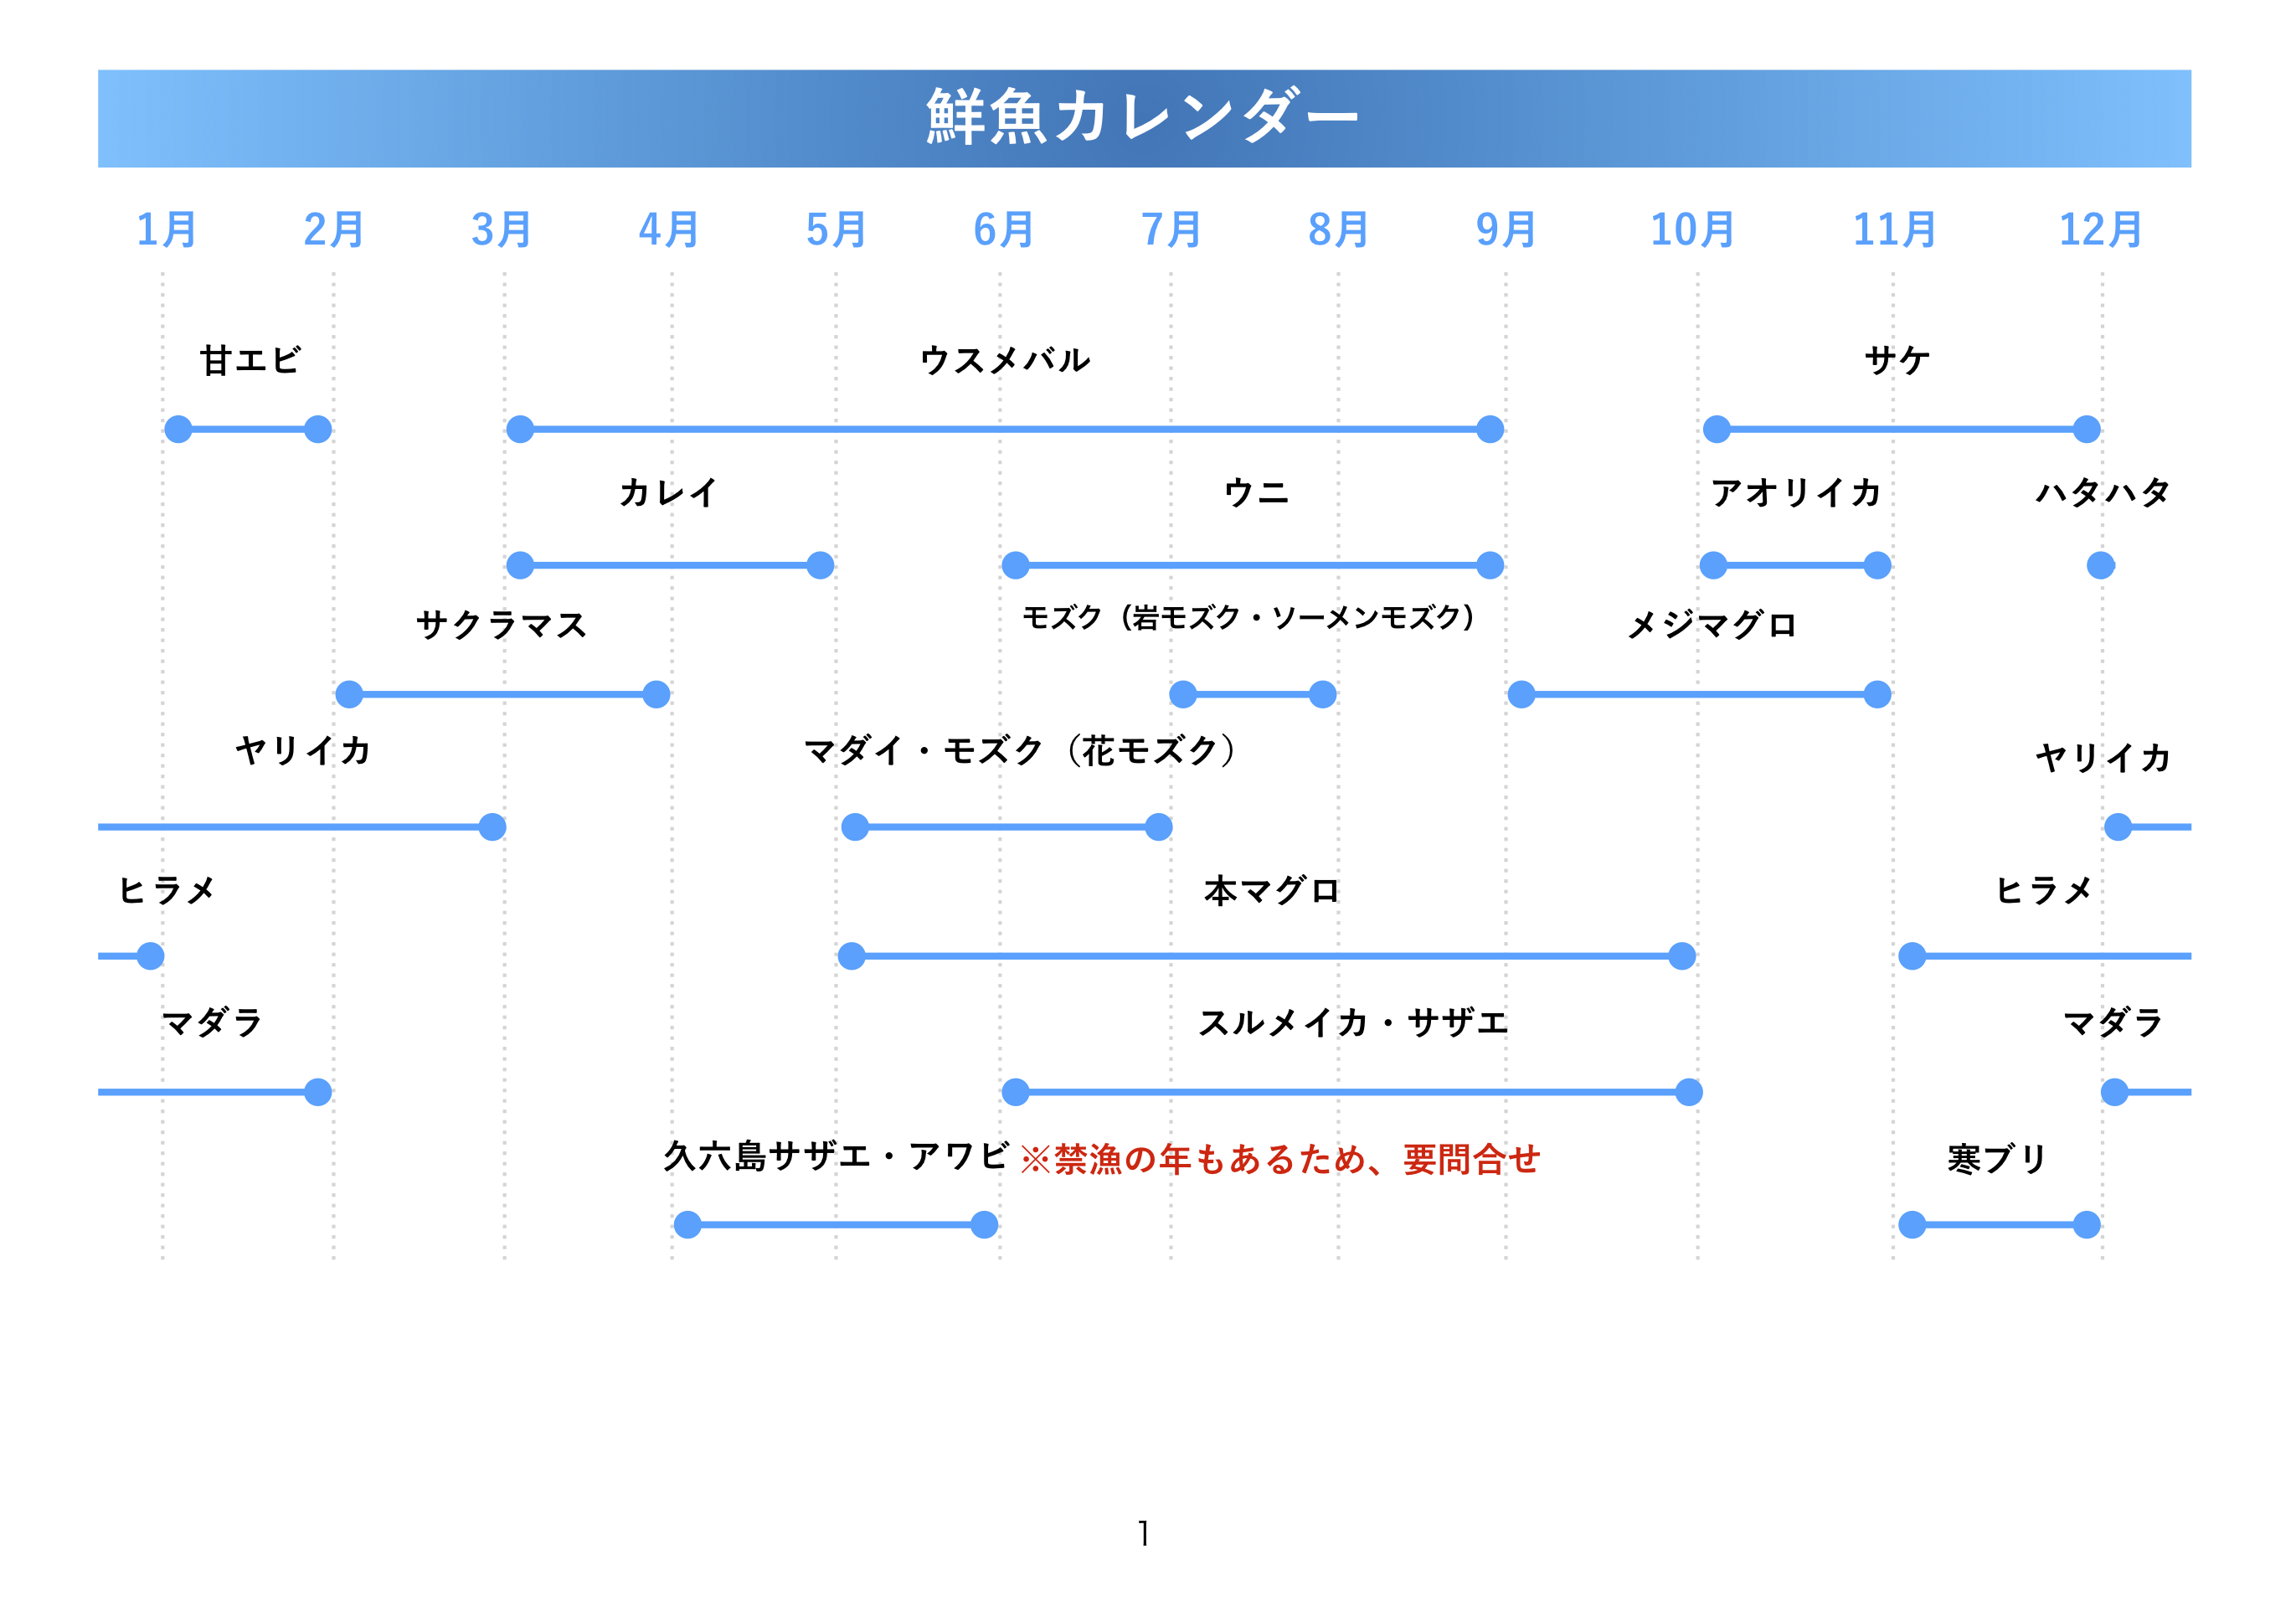 鮮魚カレンダー
1月 2月 3月 4月 5月 6月 7月 8月 9月 10月 11月 12月
甘エビ ウスメバル サケ
カレイ ウニ アオリイカ ハタハタ
サクラマス モズク（岩モズク・ソーメンモズク） メジマグロ
ヤリイカ マダイ・モズク（花モズク） ヤリイカ
ヒラメ 本マグロ ヒラメ
マダラ スルメイカ・サザエ マダラ
久六島サザエ・アワビ ※禁漁の年もあるため、要問合せ 寒ブリ
1